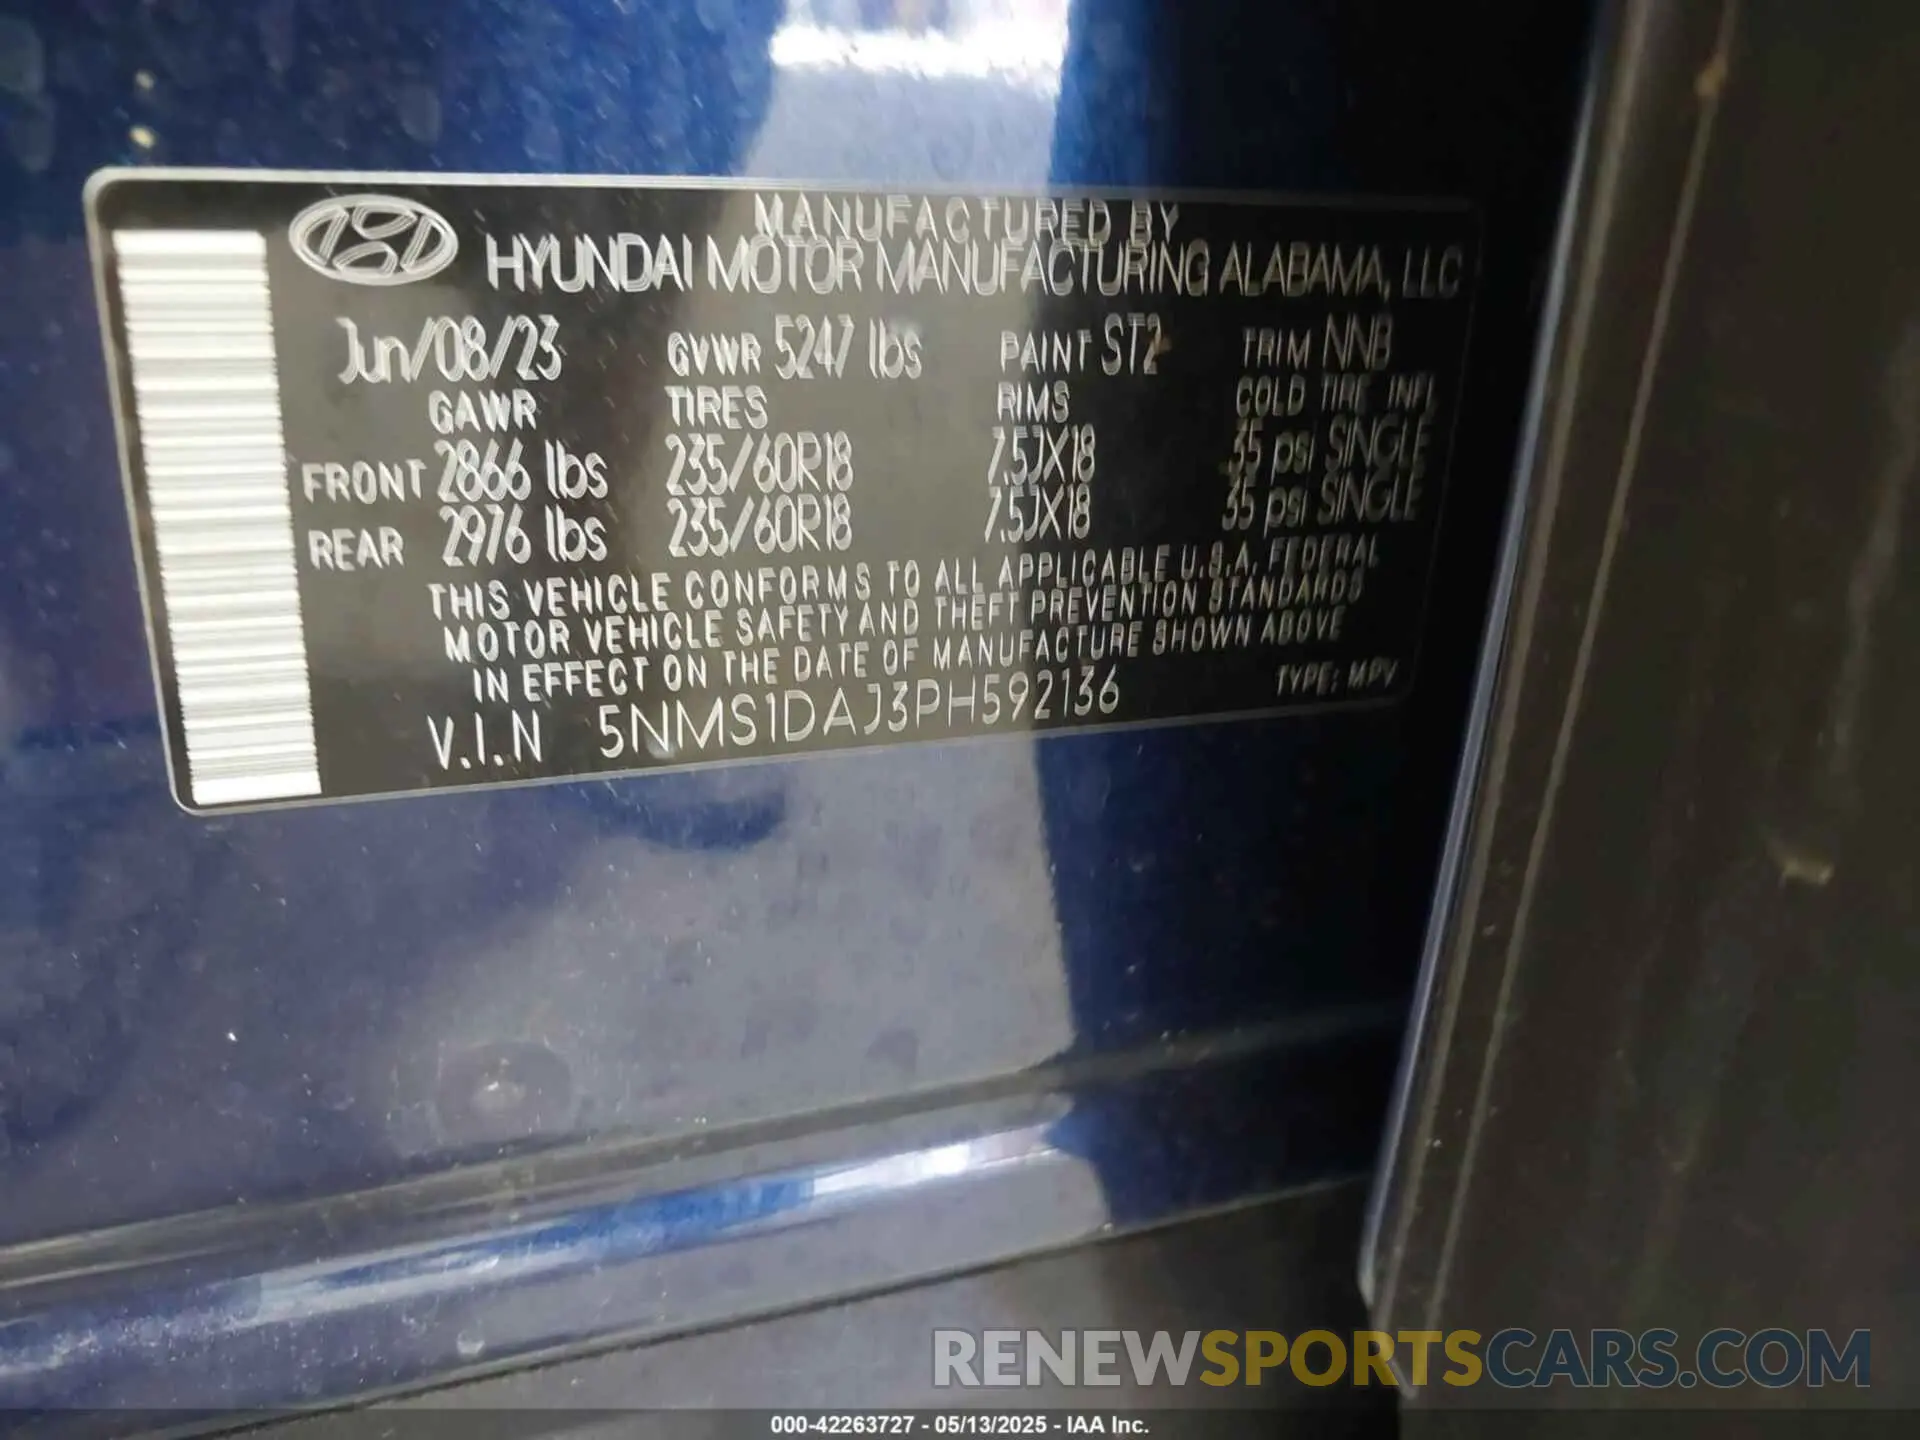 MANUFACTURED BY
HYUNDAI MOTOR MANUFACTURING ALABAMA, LLC
Jun/08/23 GVWR 5247 lbs PAINT ST2 TRIM NNB
GAWR TIRES RIMS COLD TIRE INFL
FRONT 2866 lbs 235/60R18 7.5JX18 35 psi SINGLE
REAR 2976 lbs 235/60R18 7.5JX18 35 psi SINGLE
THIS VEHICLE CONFORMS TO ALL APPLICABLE U.S.A. FEDERAL
MOTOR VEHICLE SAFETY AND THEFT PREVENTION STANDARDS
IN EFFECT ON THE DATE OF MANUFACTURE SHOWN ABOVE
V.I.N 5NMS1DAJ3PH592136 TYPE: MPV
RENEWSPORTSCARS.COM
000-42263727 - 05/13/2025 - IAA Inc.